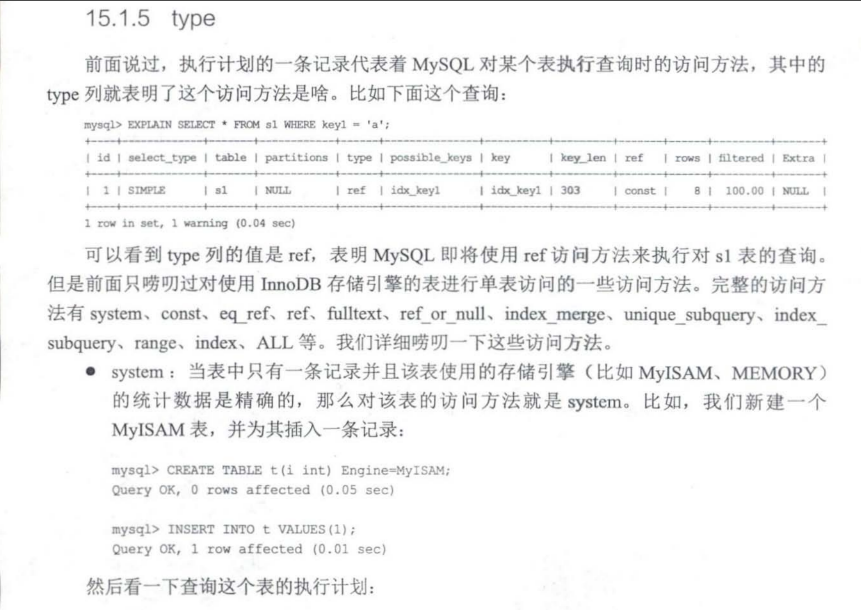 15.1.5 type
前面说过，执行计划的一条记录代表着 MySQL 对某个表执行查询时的访问方法，其中的
type 列就表明了这个访问方法是啥。比如下面这个查询：
mysql> EXPLAIN SELECT * FROM s1 WHERE key1 = 'a';
| id | select_type | table | partitions | type | possible_keys | key | key_len | ref | rows | filtered | Extra |
| 1 | SIMPLE | s1 | NULL | ref | idx_key1 | idx_key1 | 303 | const | 8 | 100.00 | NULL |
1 row in set, 1 warning (0.04 sec)
可以看到 type 列的值是 ref，表明 MySQL 即将使用 ref 访问方法来执行对 s1 表的查询。
但是前面只唠叨过对使用 InnoDB 存储引擎的表进行单表访问的一些访问方法。完整的访问方
法有 system、const、eq_ref、ref、fulltext、ref_or_null、index_merge、unique_subquery、index_
subquery、range、index、ALL 等。我们详细唠叨一下这些访问方法。
● system：当表中只有一条记录并且该表使用的存储引擎（比如 MyISAM、MEMORY）
的统计数据是精确的，那么对该表的访问方法就是 system。比如，我们新建一个
MyISAM 表，并为其插入一条记录：
mysql> CREATE TABLE t(i int) Engine=MyISAM;
Query OK, 0 rows affected (0.05 sec)
mysql> INSERT INTO t VALUES(1);
Query OK, 1 row affected (0.01 sec)
然后看一下查询这个表的执行计划：